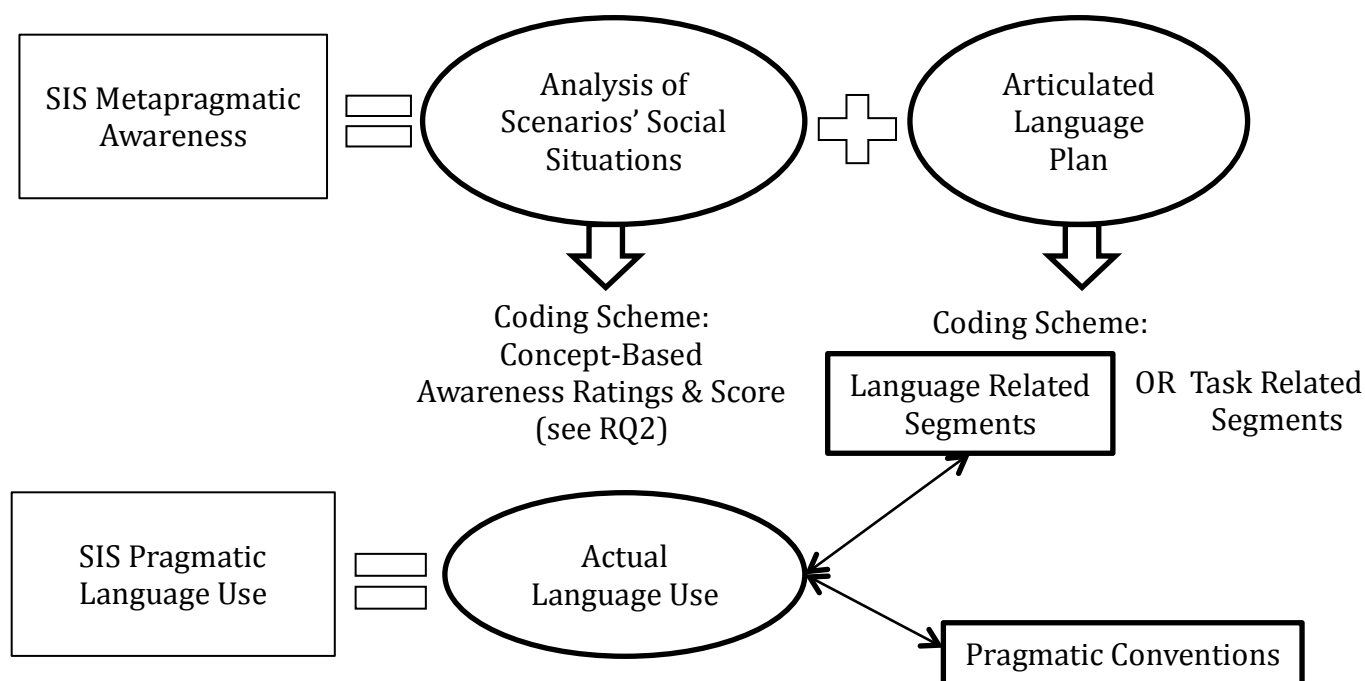 SIS Metapragmatic
Awareness
Analysis of
Scenarios’ Social
Situations
Articulated
Language
Plan
Coding Scheme:
Concept-Based
Awareness Ratings & Score
(see RQ2)
Coding Scheme:
Language Related
Segments
OR Task Related
Segments
SIS Pragmatic
Language Use
Actual
Language Use
Pragmatic Conventions